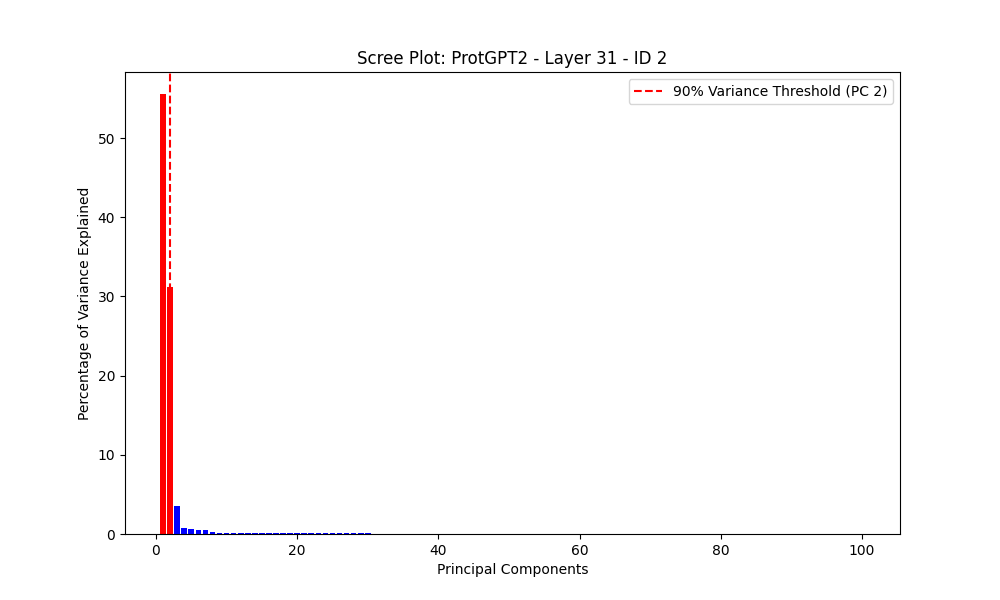 Scree Plot: ProtGPT2 - Layer 31 - ID 2
90% Variance Threshold (PC 2)
Percentage of Variance Explained
50
40
30
20
10
0
0 20 40 60 80 100
Principal Components